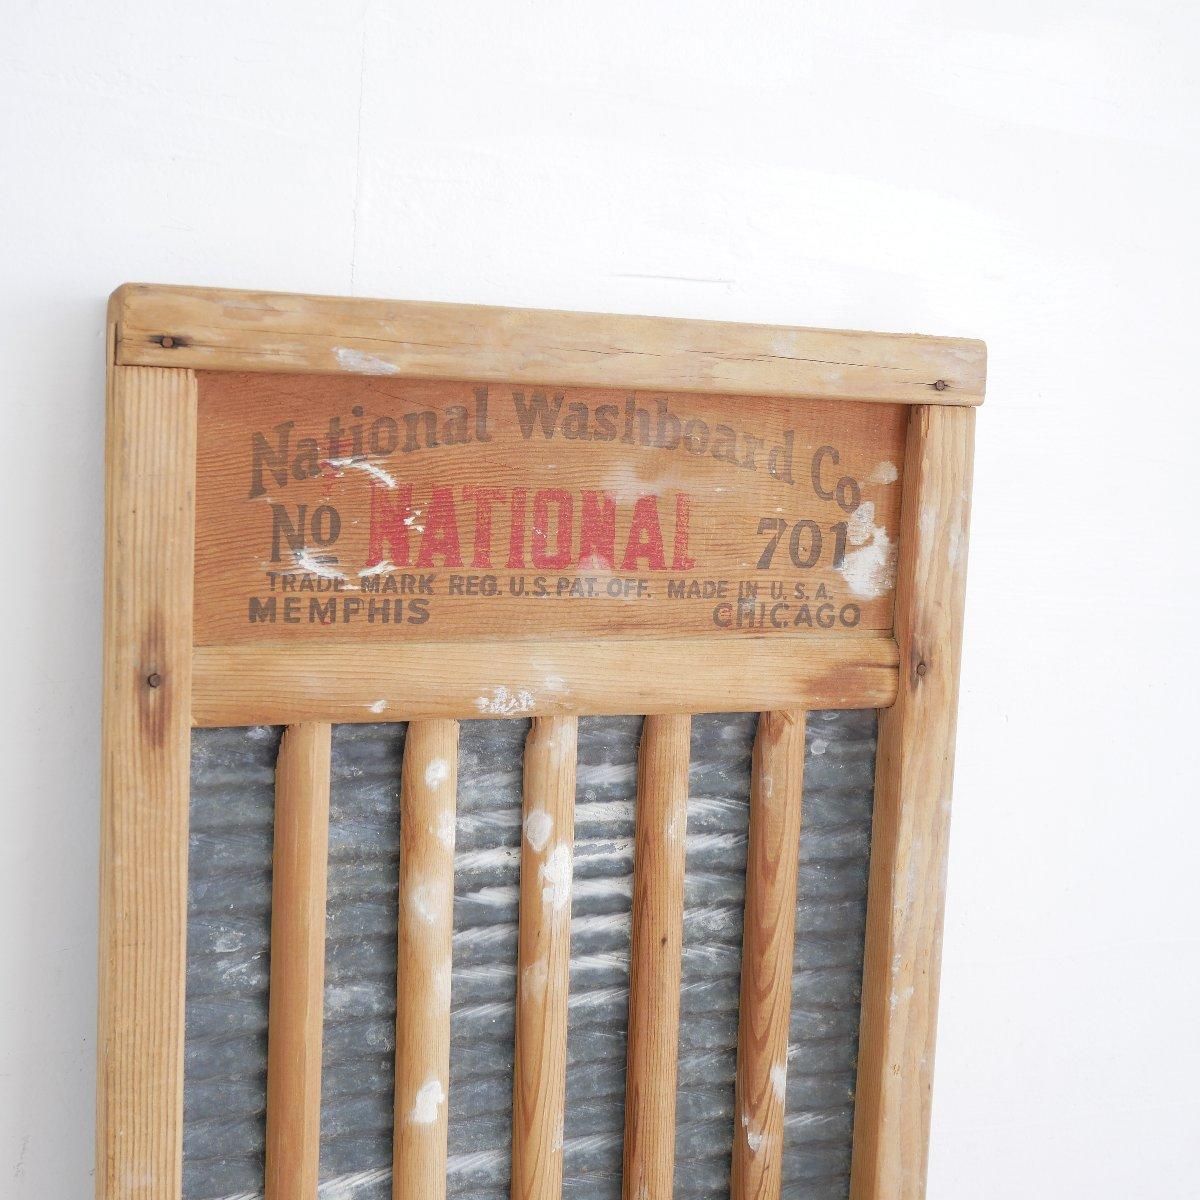 National Washboard Co
No NATIONAL 701
TRADE MARK REG. U.S. PAT. OFF. MADE IN U.S.A.
MEMPHIS CHICAGO